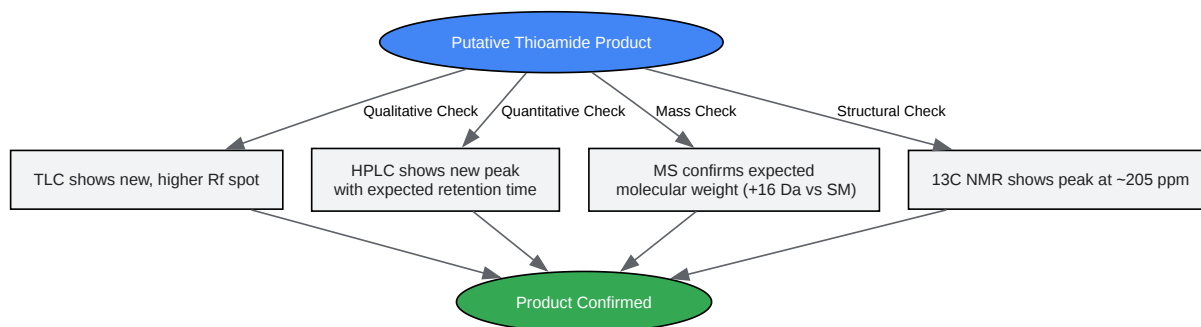 Putative Thioamide Product
Qualitative Check
Quantitative Check
Mass Check
Structural Check
TLC shows new, higher Rf spot
HPLC shows new peak
with expected retention time
MS confirms expected
molecular weight (+16 Da vs SM)
13C NMR shows peak at ~205 ppm
Product Confirmed